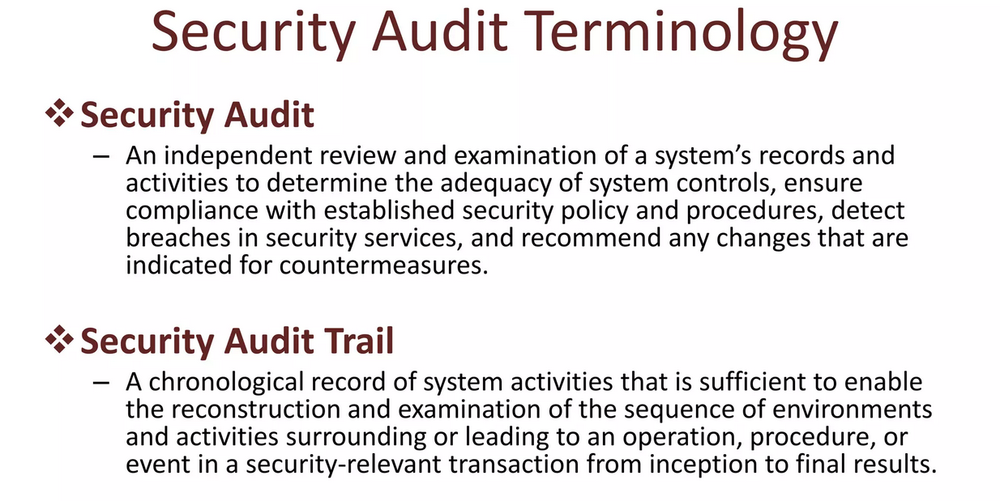 Security Audit Terminology
❖Security Audit
– An independent review and examination of a system’s records and
activities to determine the adequacy of system controls, ensure
compliance with established security policy and procedures, detect
breaches in security services, and recommend any changes that are
indicated for countermeasures.
❖Security Audit Trail
– A chronological record of system activities that is sufficient to enable
the reconstruction and examination of the sequence of environments
and activities surrounding or leading to an operation, procedure, or
event in a security-relevant transaction from inception to final results.